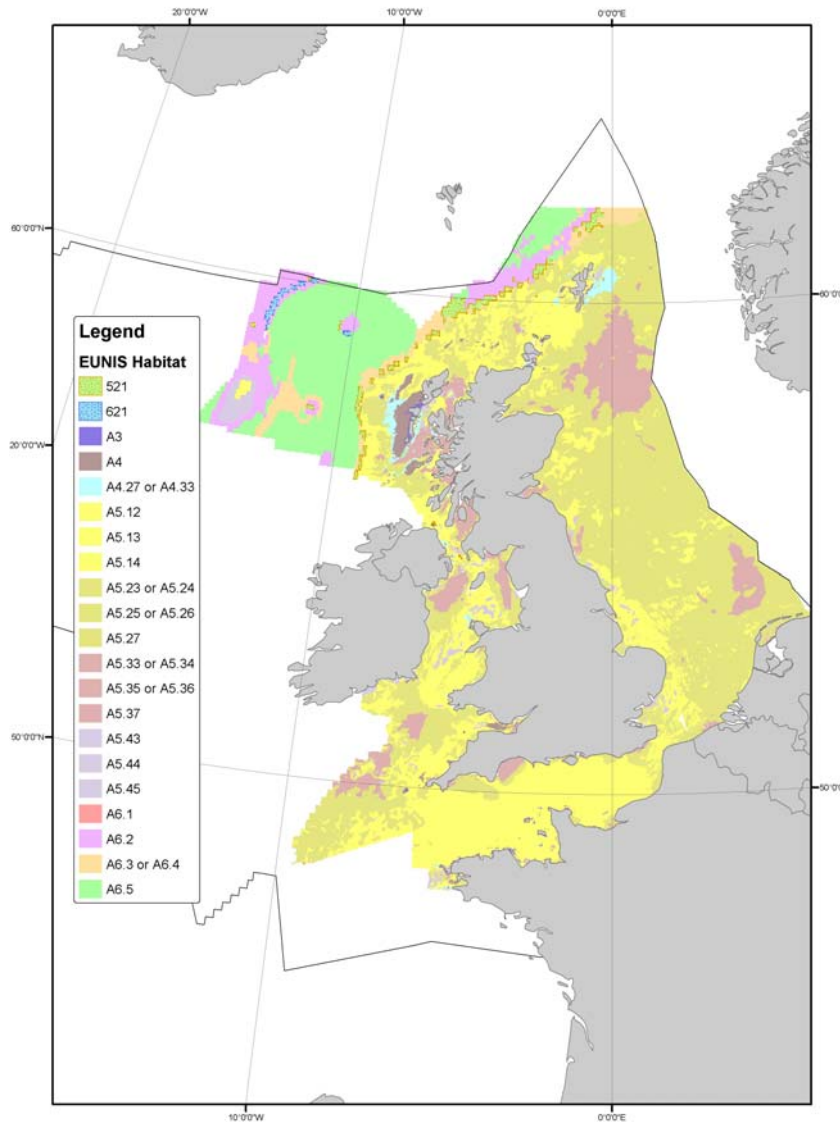 20°0'0"W
10°0'0"W
0°0'0"E
60°0'0"N
60°0'0
20°0'0"W
50°0'0"N
50°0'0
Legend
EUNIS Habitat
521
621
A3
A4
A4.27 or A4.33
A5.12
A5.13
A5.14
A5.23 or A5.24
A5.25 or A5.26
A5.27
A5.33 or A5.34
A5.35 or A5.36
A5.37
A5.43
A5.44
A5.45
A6.1
A6.2
A6.3 or A6.4
A6.5
10°0'0"W
0°0'0"E